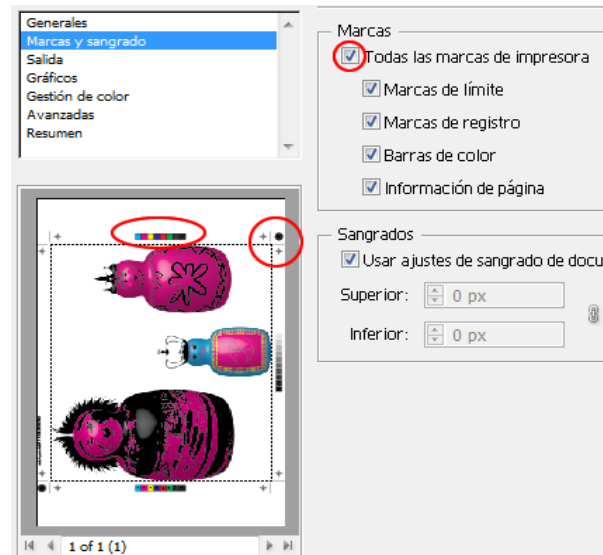 Generales
Marcas y sangrado
Salida
Gráficos
Gestión de color
Avanzadas
Resumen
1 of 1 (1)
Marcas
Todas las marcas de impresora
Marcas de límite
Marcas de registro
Barras de color
Información de página
Sangrados
Usar ajustes de sangrado de docu
Superior: 0 px
Inferior: 0 px